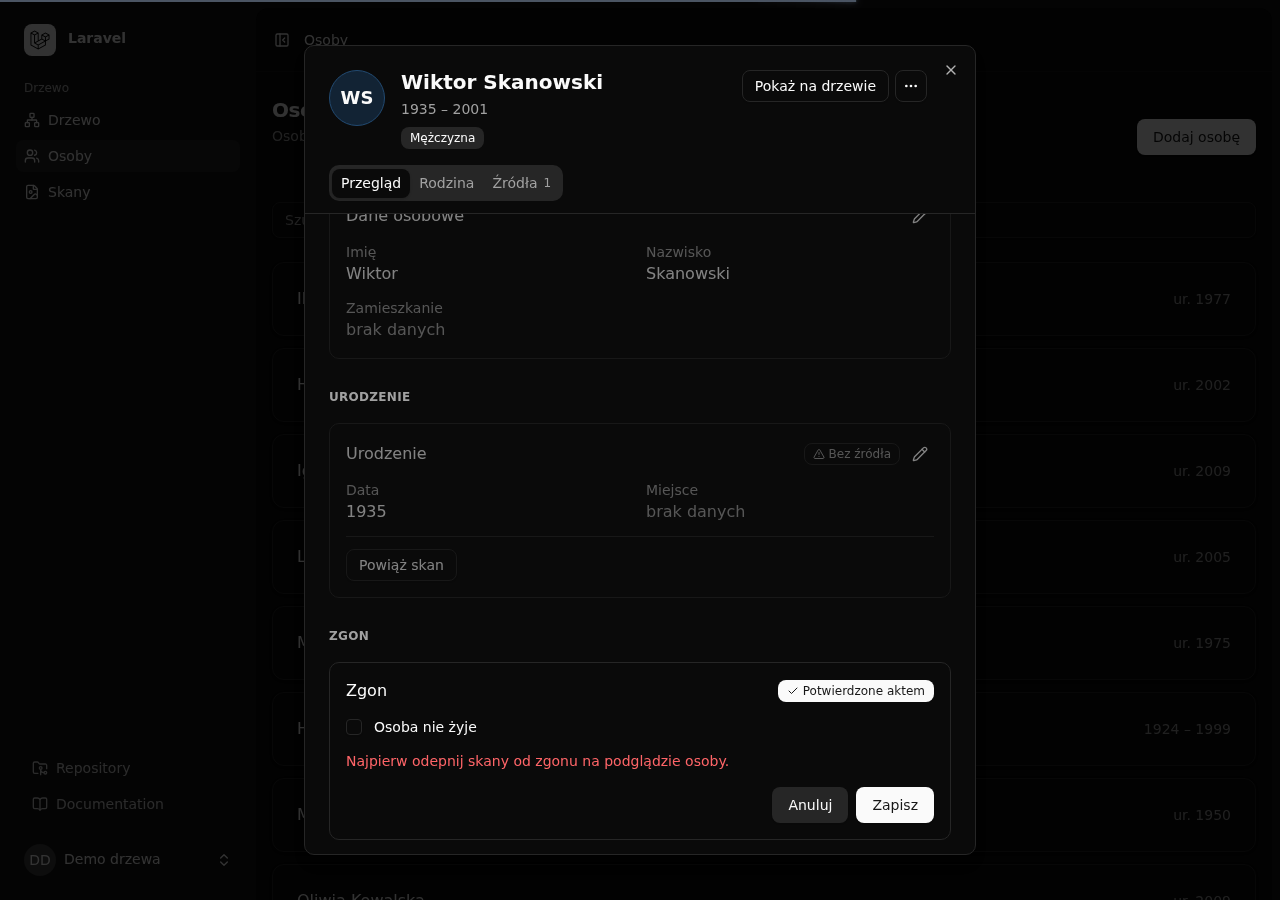 Laravel
Drzewo
Drzewo
Osoby
Skany
Repository
Documentation
DD Demo drzewa
Osoby
Dodaj osobę
WS
Wiktor Skanowski
1935 – 2001
Mężczyzna
Pokaż na drzewie
Przegląd Rodzina Źródła 1
Dane osobowe
Imię Nazwisko
Wiktor Skanowski
Zamieszkanie
brak danych
URODZENIE
Urodzenie Bez źródła
Data Miejsce
1935 brak danych
Powiąż skan
ZGON
Zgon Potwierdzone aktem
Osoba nie żyje
Najpierw odepnij skany od zgonu na podglądzie osoby.
Anuluj Zapisz
ur. 1977
ur. 2002
ur. 2009
ur. 2005
ur. 1975
1924 – 1999
ur. 1950
Oliwia Kowalska